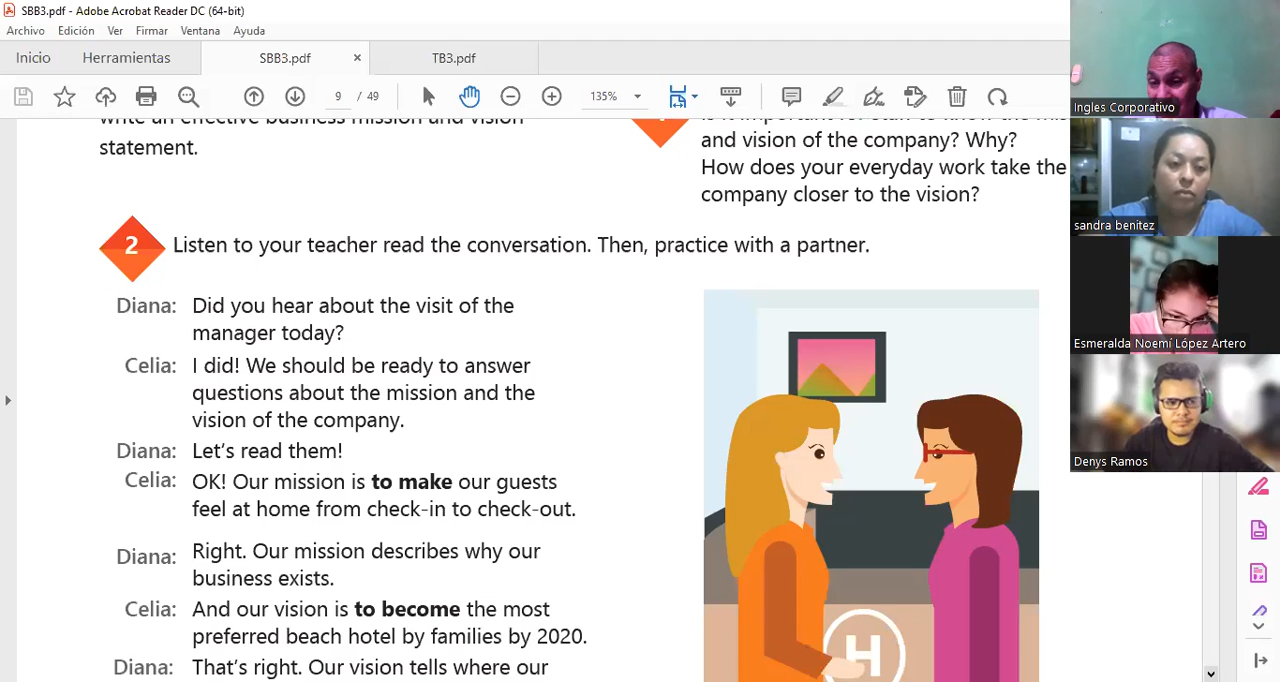 SBB3.pdf - Adobe Acrobat Reader DC (64-bit)
Archivo Edición Ver Firmar Ventana Ayuda
Inicio Herramientas SBB3.pdf × TB3.pdf
9 / 49 135%
write an effective business mission and vision
statement.
and vision of the company? Why?
How does your everyday work take the
company closer to the vision?
2 Listen to your teacher read the conversation. Then, practice with a partner.
Diana: Did you hear about the visit of the
manager today?
Celia: I did! We should be ready to answer
questions about the mission and the
vision of the company.
Diana: Let's read them!
Celia: OK! Our mission is to make our guests
feel at home from check-in to check-out.
Diana: Right. Our mission describes why our
business exists.
Celia: And our vision is to become the most
preferred beach hotel by families by 2020.
Diana: That's right. Our vision tells where our
H
Ingles Corporativo
sandra benitez
Esmeralda Noemí López Artero
Denys Ramos